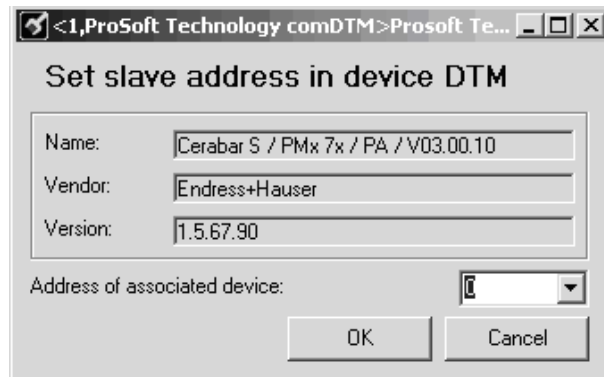 <1,ProSoft Technology comDTM>Prosoft Te...
Set slave address in device DTM
Name: Cerabar S / PMx 7x / PA / V03.00.10
Vendor: Endress+Hauser
Version: 1.5.67.90
Address of associated device: 0
OK Cancel